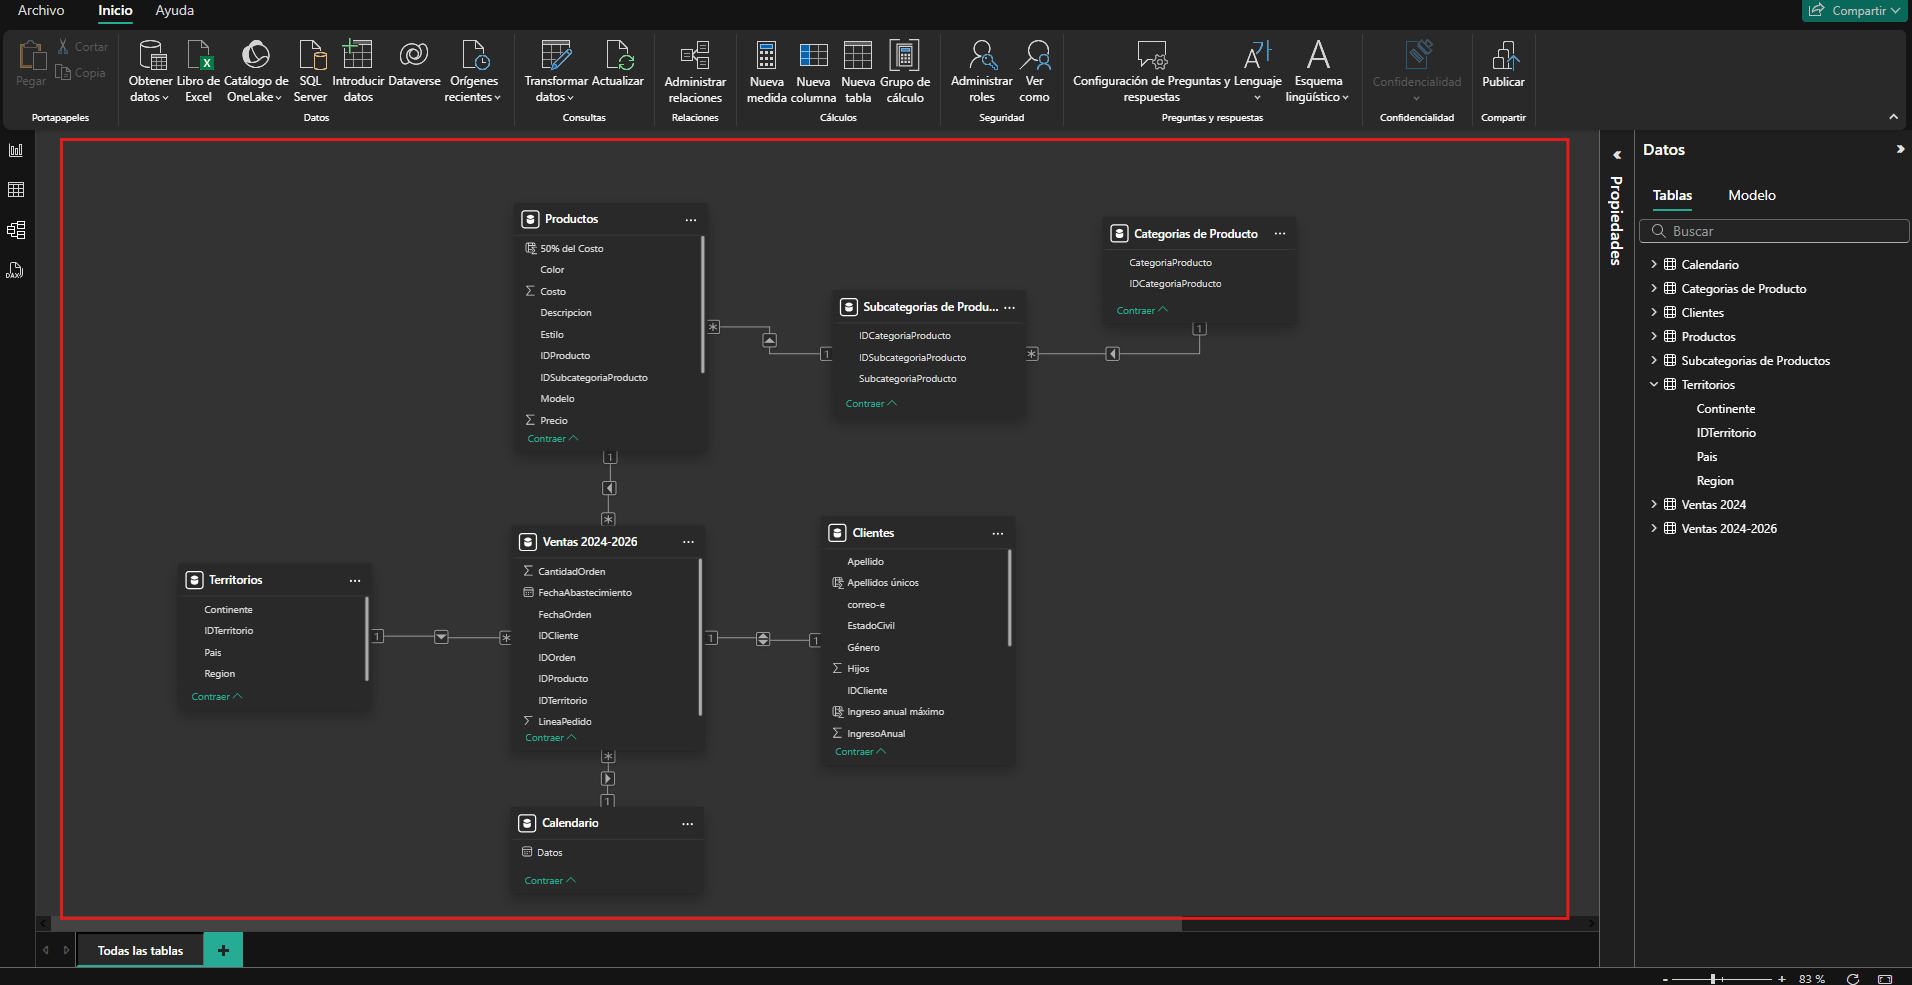 Archivo Inicio Ayuda
Compartir
Pegar
Cortar
Copia
Portapapeles
Obtener datos
Libro de Excel
Catálogo de OneLake
SQL Server
Introducir datos
Dataverse
Orígenes recientes
Datos
Transformar datos
Actualizar
Consultas
Administrar relaciones
Relaciones
Nueva medida
Nueva columna
Nueva tabla
Grupo de cálculo
Cálculos
Administrar roles
Ver como
Seguridad
Configuración de Preguntas y respuestas
Lenguaje
Esquema lingüístico
Preguntas y respuestas
Confidencialidad
Confidencialidad
Publicar
Compartir
Productos
50% del Costo
Color
Costo
Descripcion
Estilo
IDProducto
IDSubcategoriaProducto
Modelo
Precio
Contraer
Subcategorias de Produ...
IDCategoriaProducto
IDSubcategoriaProducto
SubcategoriaProducto
Contraer
Categorias de Producto
CategoriaProducto
IDCategoriaProducto
Contraer
* 1
* 1
1
*
Territorios
Continente
IDTerritorio
Pais
Region
Contraer
1 *
Ventas 2024-2026
CantidadOrden
FechaAbastecimiento
FechaOrden
IDCliente
IDOrden
IDProducto
IDTerritorio
LineaPedido
Contraer
1 1
Clientes
Apellido
Apellidos únicos
correo-e
EstadoCivil
Género
Hijos
IDCliente
Ingreso anual máximo
IngresoAnual
Contraer
*
1
Calendario
Datos
Contraer
Propiedades
Datos
Tablas Modelo
Buscar
Calendario
Categorias de Producto
Clientes
Productos
Subcategorias de Productos
Territorios
Continente
IDTerritorio
Pais
Region
Ventas 2024
Ventas 2024-2026
Todas las tablas +
- + 83 %